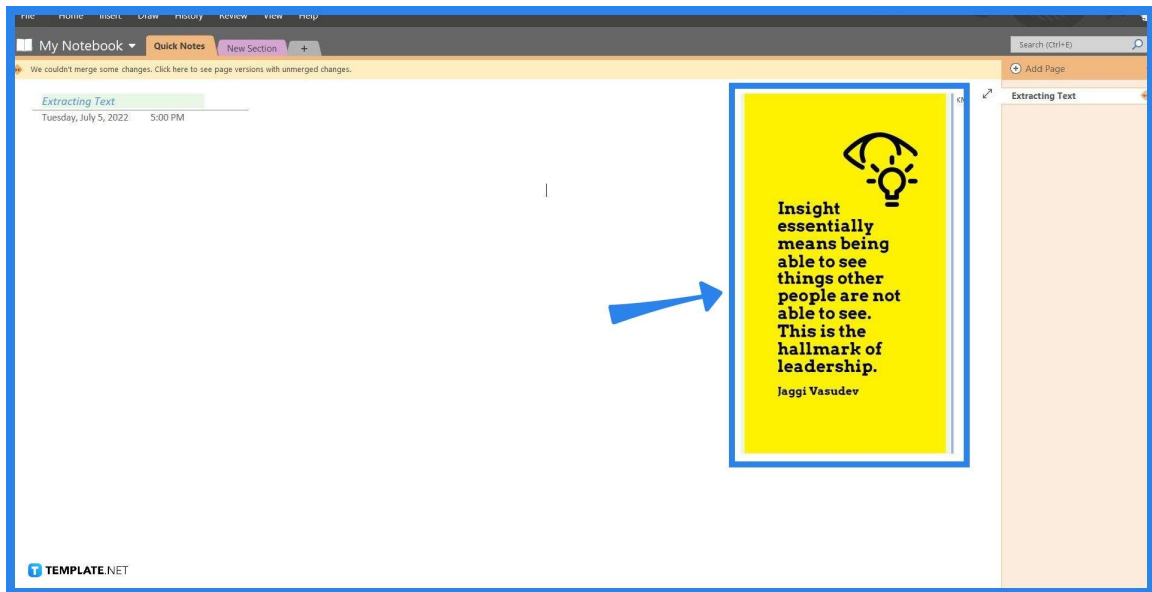 File Home Insert Draw History Review View Help
My Notebook Quick Notes New Section + Search (Ctrl+E)
We couldn't merge some changes. Click here to see page versions with unmerged changes.
Add Page
Extracting Text
Tuesday, July 5, 2022 5:00 PM
Insight
essentially
means being
able to see
things other
people are not
able to see.
This is the
hallmark of
leadership.
Jaggi Vasudev
Extracting Text
TEMPLATE.NET